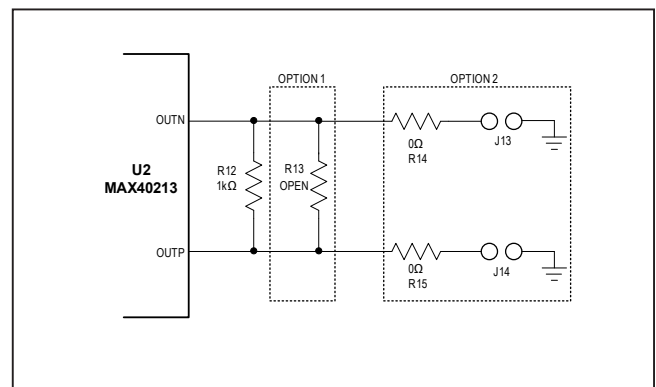 OPTION 1
OPTION 2
OUTN
U2
MAX40213
R12
1kΩ
R13
OPEN
0Ω
R14
J13
OUTP
0Ω
R15
J14